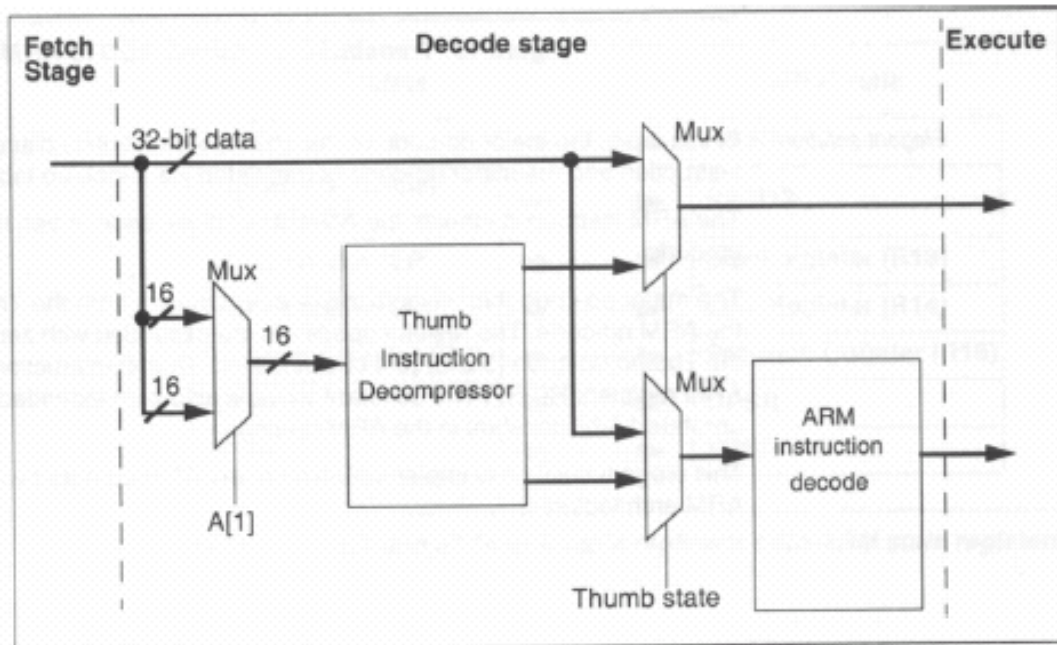 Fetch
Stage
Decode stage
Execute
32-bit data
Mux
Mux
16
16
16
Thumb
Instruction
Decompressor
Mux
ARM
instruction
decode
A[1]
Thumb state